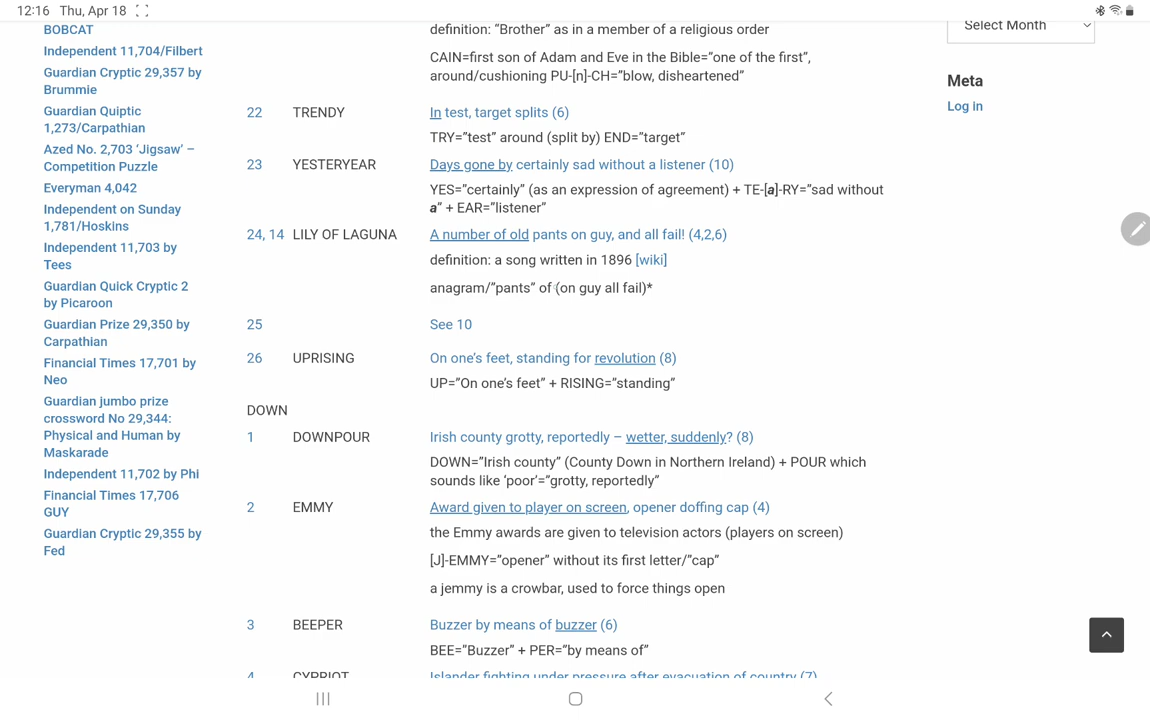 12:16 Thu, Apr 18
BOBCAT
Independent 11,704/Filbert
Guardian Cryptic 29,357 by
Brummie
Guardian Quiptic
1,273/Carpathian
Azed No. 2,703 ‘Jigsaw’ –
Competition Puzzle
Everyman 4,042
Independent on Sunday
1,781/Hoskins
Independent 11,703 by
Tees
Guardian Quick Cryptic 2
by Picaroon
Guardian Prize 29,350 by
Carpathian
Financial Times 17,701 by
Neo
Guardian jumbo prize
crossword No 29,344:
Physical and Human by
Maskarade
Independent 11,702 by Phi
Financial Times 17,706
GUY
Guardian Cryptic 29,355 by
Fed
definition: “Brother” as in a member of a religious order
CAIN=first son of Adam and Eve in the Bible=”one of the first”,
around/cushioning PU-[n]-CH=”blow, disheartened”
22 TRENDY In test, target splits (6)
TRY=”test” around (split by) END=”target“
23 YESTERYEAR Days gone by certainly sad without a listener (10)
YES=”certainly” (as an expression of agreement) + TE-[a]-RY=”sad without
a” + EAR=”listener”
24, 14 LILY OF LAGUNA A number of old pants on guy, and all fail! (4,2,6)
definition: a song written in 1896 [wiki]
anagram/”pants” of (on guy all fail)*
25 See 10
26 UPRISING On one’s feet, standing for revolution (8)
UP=”On one’s feet” + RISING=”standing”
DOWN
1 DOWNPOUR Irish county grotty, reportedly – wetter, suddenly? (8)
DOWN=”Irish county” (County Down in Northern Ireland) + POUR which
sounds like ‘poor’=”grotty, reportedly”
2 EMMY Award given to player on screen, opener doffing cap (4)
the Emmy awards are given to television actors (players on screen)
[J]-EMMY=”opener” without its first letter/”cap”
a jemmy is a crowbar, used to force things open
3 BEEPER Buzzer by means of buzzer (6)
BEE=”Buzzer” + PER=”by means of”
4 CYPRIOT Islander fighting under pressure after evacuation of country (7)
Select Month
Meta
Log in